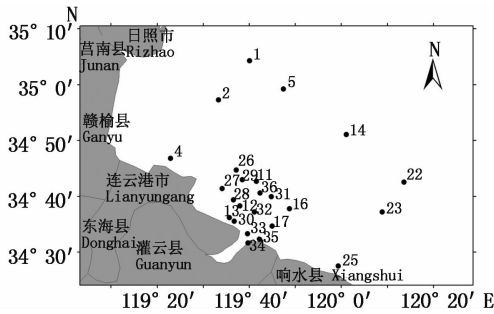 N
35° 10′
日照市
Rizhao
莒南县
Junan
1
N
35° 0′
5
2
赣榆县
Ganyu
14
34° 50′
4
26
连云港市
Lianyungang
27
29
11
22
34° 40′
28
36
31
12
32
16
23
13
30
东海县
Donghai
灌云县
Guanyun
33
17
34
35
34° 30′
25
响水县 Xiangshui
119° 20′
119° 40′
120° 0′
120° 20′ E